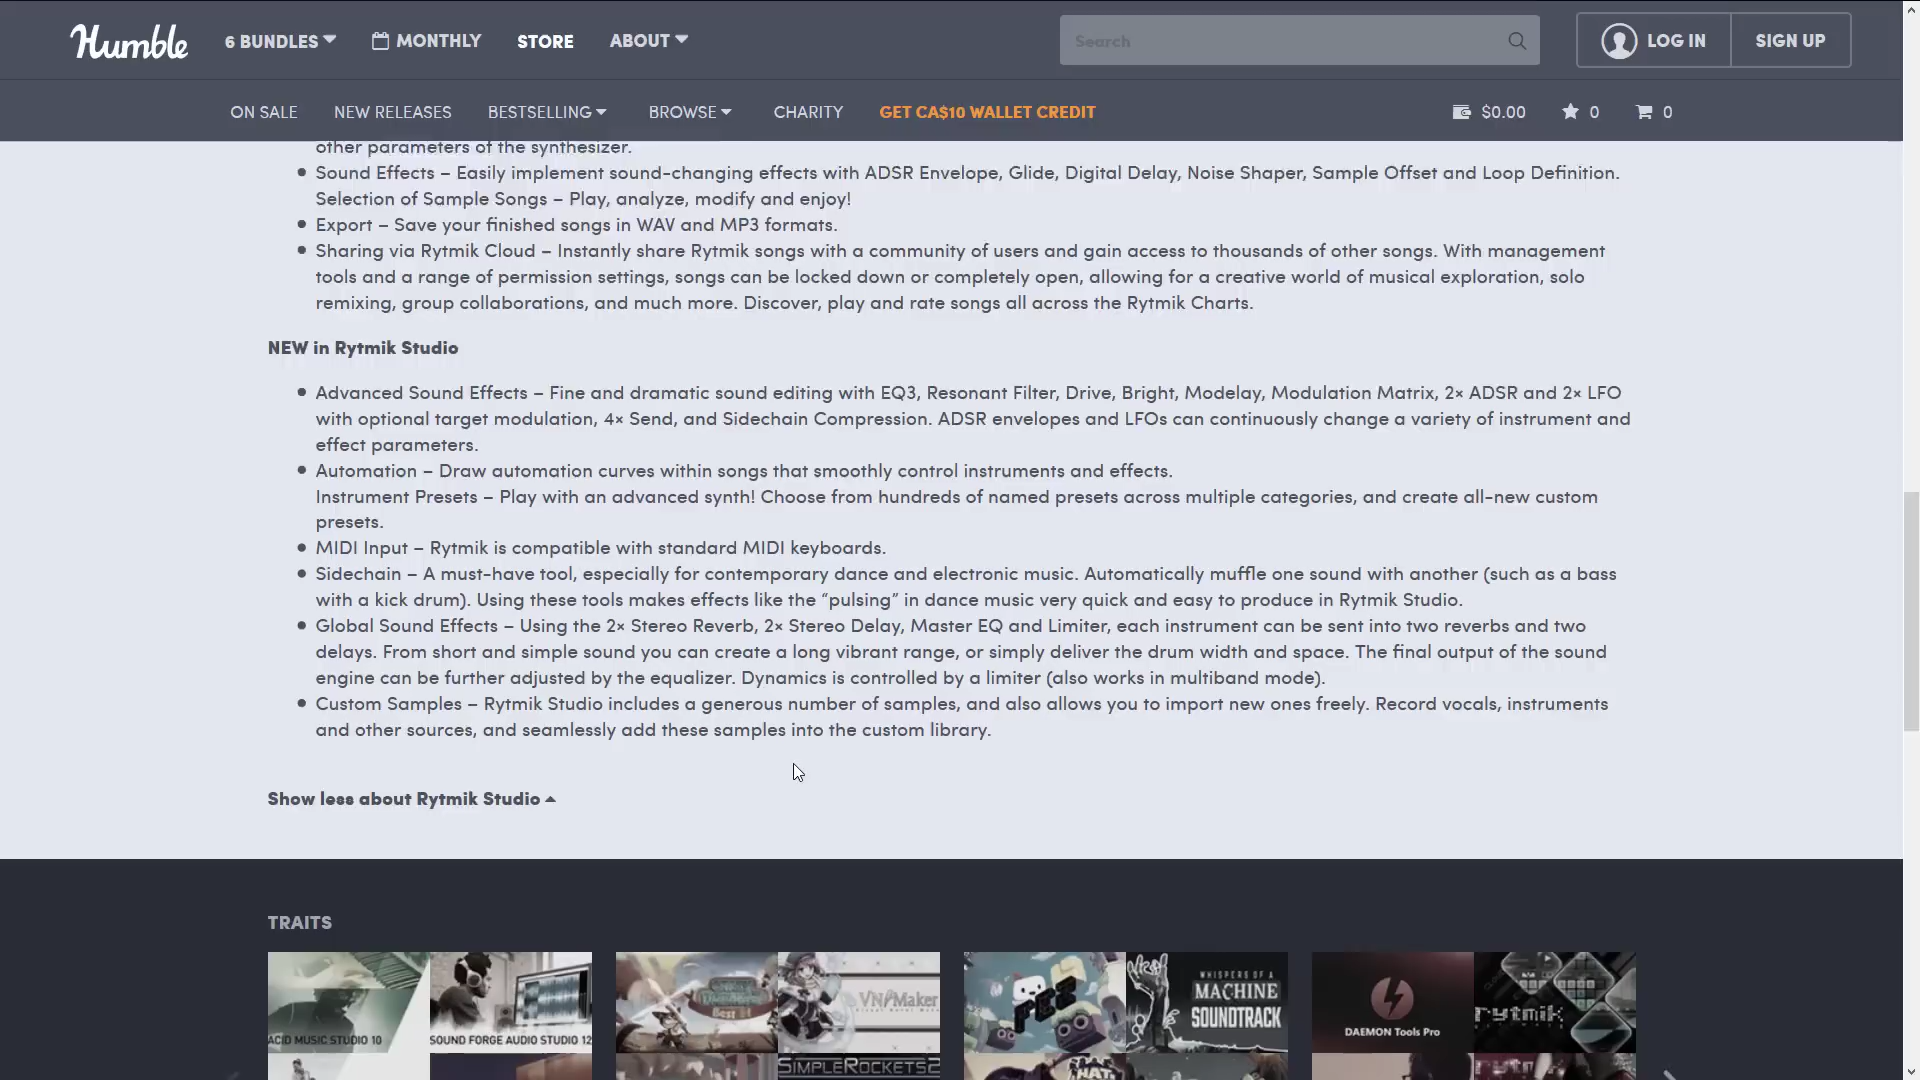 Humble
6 BUNDLES
MONTHLY
STORE
ABOUT
Search
LOG IN
SIGN UP
ON SALE
NEW RELEASES
BESTSELLING
BROWSE
CHARITY
GET CA$10 WALLET CREDIT
$0.00
0
0
other parameters of the synthesizer.
Sound Effects – Easily implement sound-changing effects with ADSR Envelope, Glide, Digital Delay, Noise Shaper, Sample Offset and Loop Definition.
Selection of Sample Songs – Play, analyze, modify and enjoy!
Export – Save your finished songs in WAV and MP3 formats.
Sharing via Rytmik Cloud – Instantly share Rytmik songs with a community of users and gain access to thousands of other songs. With management
tools and a range of permission settings, songs can be locked down or completely open, allowing for a creative world of musical exploration, solo
remixing, group collaborations, and much more. Discover, play and rate songs all across the Rytmik Charts.
NEW in Rytmik Studio
Advanced Sound Effects – Fine and dramatic sound editing with EQ3, Resonant Filter, Drive, Bright, Modelay, Modulation Matrix, 2× ADSR and 2× LFO
with optional target modulation, 4× Send, and Sidechain Compression. ADSR envelopes and LFOs can continuously change a variety of instrument and
effect parameters.
Automation – Draw automation curves within songs that smoothly control instruments and effects.
Instrument Presets – Play with an advanced synth! Choose from hundreds of named presets across multiple categories, and create all-new custom
presets.
MIDI Input – Rytmik is compatible with standard MIDI keyboards.
Sidechain – A must-have tool, especially for contemporary dance and electronic music. Automatically muffle one sound with another (such as a bass
with a kick drum). Using these tools makes effects like the “pulsing” in dance music very quick and easy to produce in Rytmik Studio.
Global Sound Effects – Using the 2× Stereo Reverb, 2× Stereo Delay, Master EQ and Limiter, each instrument can be sent into two reverbs and two
delays. From short and simple sound you can create a long vibrant range, or simply deliver the drum width and space. The final output of the sound
engine can be further adjusted by the equalizer. Dynamics is controlled by a limiter (also works in multiband mode).
Custom Samples – Rytmik Studio includes a generous number of samples, and also allows you to import new ones freely. Record vocals, instruments
and other sources, and seamlessly add these samples into the custom library.
Show less about Rytmik Studio
TRAITS
ACID MUSIC STUDIO 10
SOUND FORGE AUDIO STUDIO 12
VN Maker
SIMPLEROCKETS2
WHISPERS OF A
MACHINE
SOUNDTRACK
HAT
DAEMON Tools Pro
rytmik